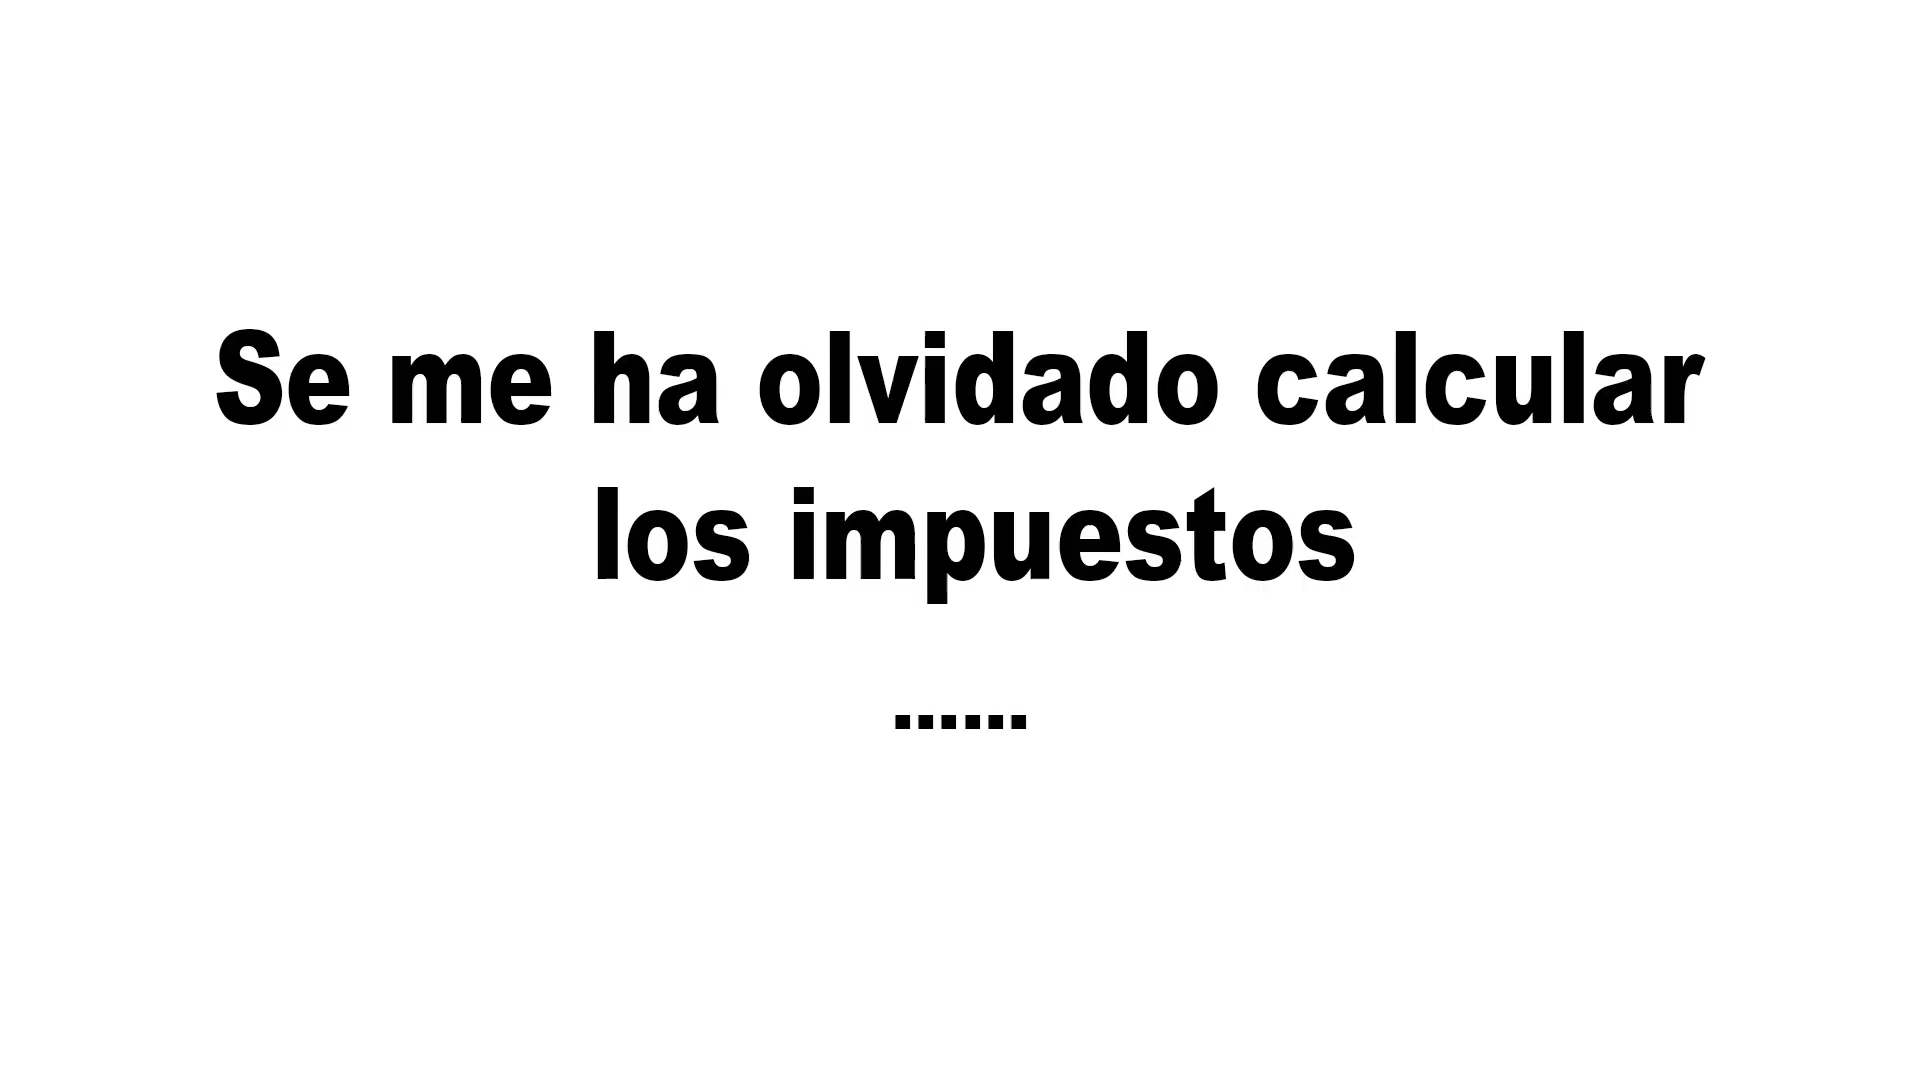 Se me ha olvidado calcular
los impuestos
......